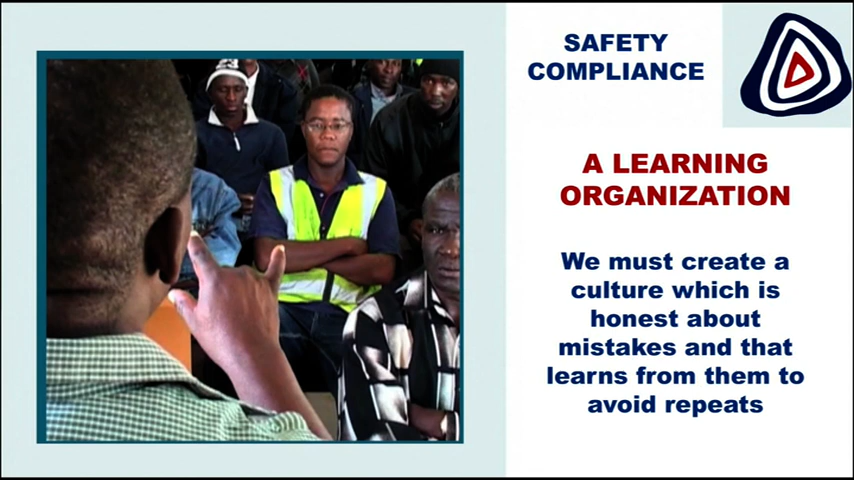 SAFETY
COMPLIANCE
A LEARNING
ORGANIZATION
We must create a
culture which is
honest about
mistakes and that
learns from them to
avoid repeats